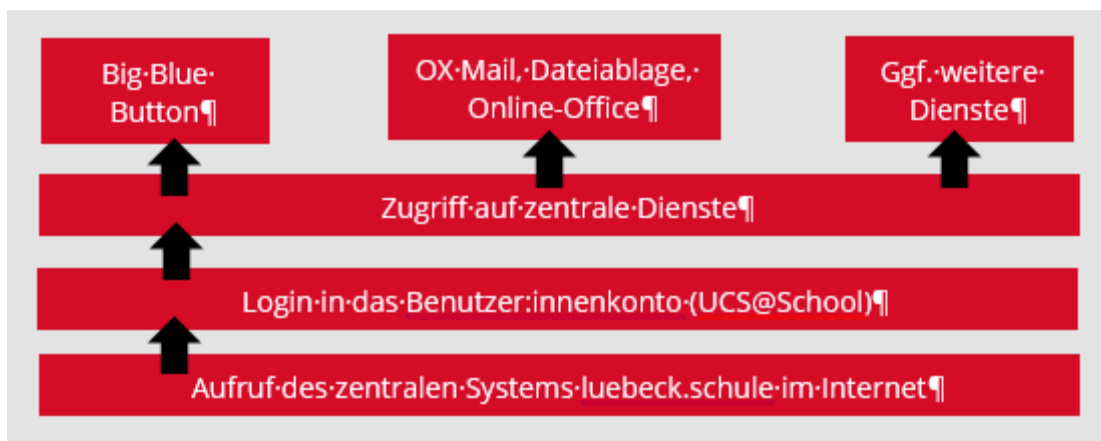 Big·Blue·
Button¶
OX·Mail,·Dateiablage,·
Online-Office¶
Ggf.·weitere·
Dienste¶
Zugriff·auf·zentrale·Dienste¶
Login·in·das·Benutzer:innenkonto·(UCS@School)¶
Aufruf·des·zentralen·Systems·luebeck.schule·im·Internet¶